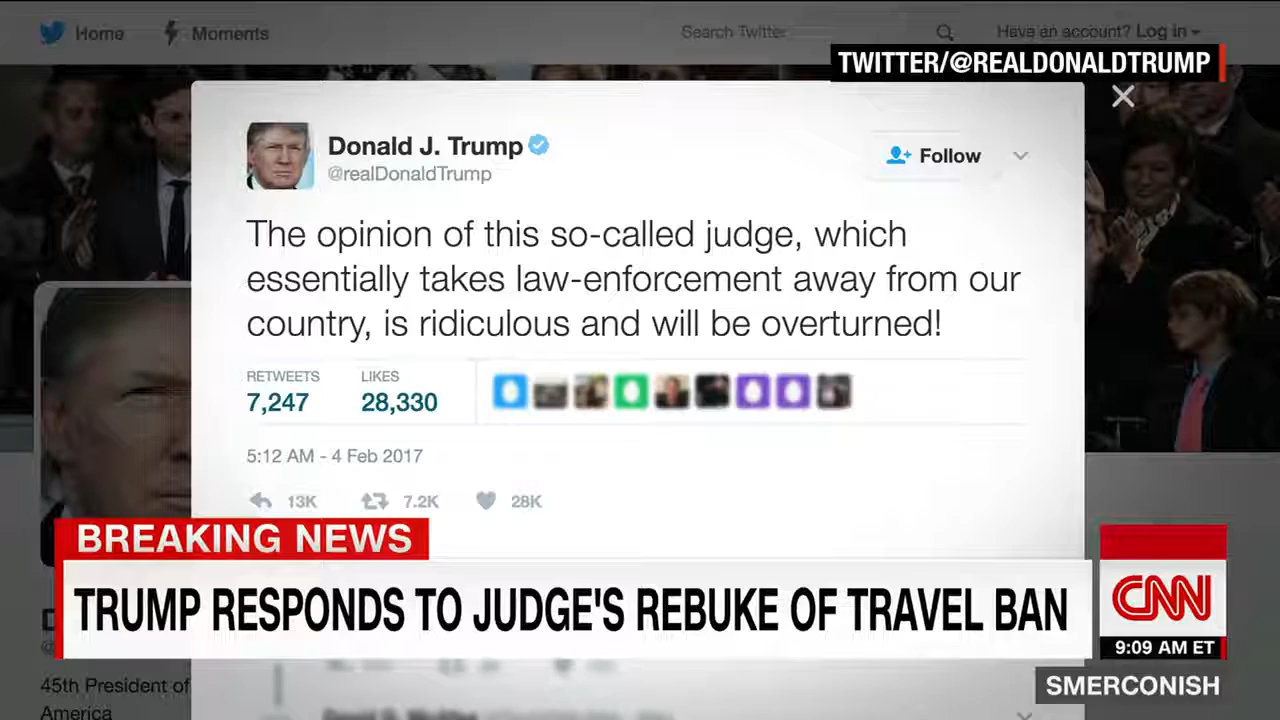 Home
Moments
Search Twitter
Have an account? Log in
TWITTER/@REALDONALDTRUMP
Donald J. Trump
@realDonaldTrump
Follow
The opinion of this so-called judge, which
essentially takes law-enforcement away from our
country, is ridiculous and will be overturned!
RETWEETS
LIKES
7,247
28,330
5:12 AM - 4 Feb 2017
13K
7.2K
28K
BREAKING NEWS
TRUMP RESPONDS TO JUDGE'S REBUKE OF TRAVEL BAN
CNN
9:09 AM ET
SMERCONISH
45th President of
America